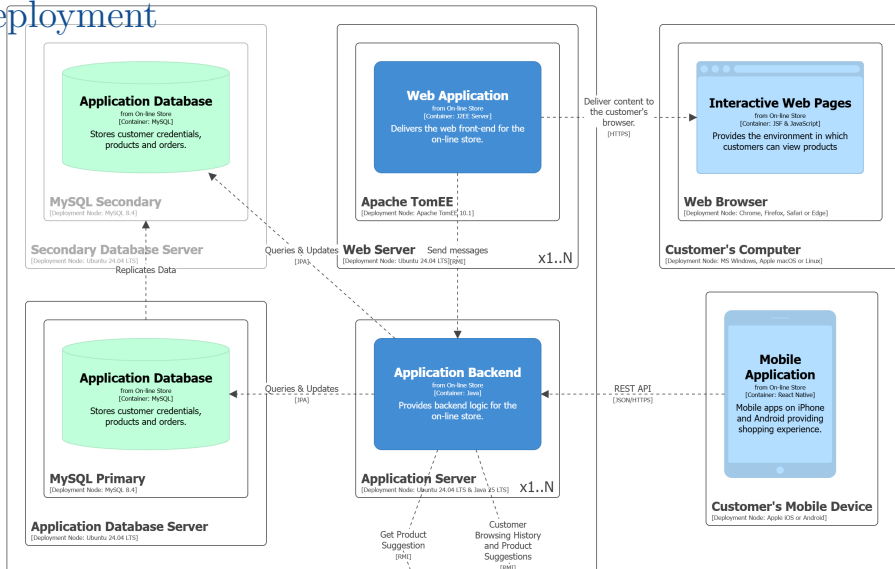 eployment
Application Database
from On-line Store
[Container: MySQL]
Stores customer credentials,
products and orders.
MySQL Secondary
[Deployment Node: MySQL 8.4]
Secondary Database Server
[Deployment Node: Ubuntu 24.04 LTS]
Replicates Data
Web Application
from On-line Store
[Container: J2EE Server]
Delivers the web front-end for the
on-line store.
Apache TomEE
[Deployment Node: Apache TomEE 10.1]
Web Server
[Deployment Node: Ubuntu 24.04 LTS]
x1..N
Send messages
[RMI]
Queries & Updates
[JPA]
Deliver content to
the customer's
browser.
[HTTPS]
Interactive Web Pages
from On-line Store
[Container: JSF & JavaScript]
Provides the environment in which
customers can view products
Web Browser
[Deployment Node: Chrome, Firefox, Safari or Edge]
Customer's Computer
[Deployment Node: MS Windows, Apple macOS or Linux]
Application Database
from On-line Store
[Container: MySQL]
Stores customer credentials,
products and orders.
MySQL Primary
[Deployment Node: MySQL 8.4]
Application Database Server
[Deployment Node: Ubuntu 24.04 LTS]
Queries & Updates
[JPA]
Application Backend
from On-line Store
[Container: Java]
Provides backend logic for the
on-line store.
Application Server
[Deployment Node: Ubuntu 24.04 LTS & Java 25 LTS]
x1..N
REST API
[JSON/HTTPS]
Mobile
Application
from On-line Store
[Container: React Native]
Mobile apps on iPhone
and Android providing
shopping experience.
Customer's Mobile Device
[Deployment Node: Apple iOS or Android]
Get Product
Suggestion
[RMI]
Customer
Browsing History
and Product
Suggestions
[RMI]